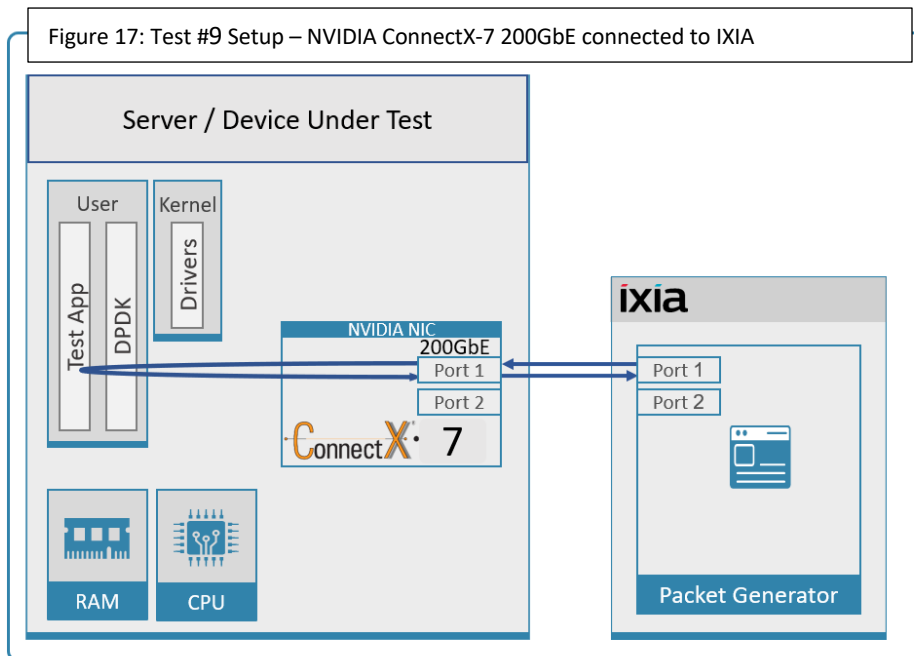 Figure 17: Test #9 Setup – NVIDIA ConnectX-7 200GbE connected to IXIA
Server / Device Under Test
User
Kernel
Test App
DPDK
Drivers
NVIDIA NIC
200GbE
Port 1
Port 2
ConnectX 7
RAM
CPU
ixia
Port 1
Port 2
Packet Generator